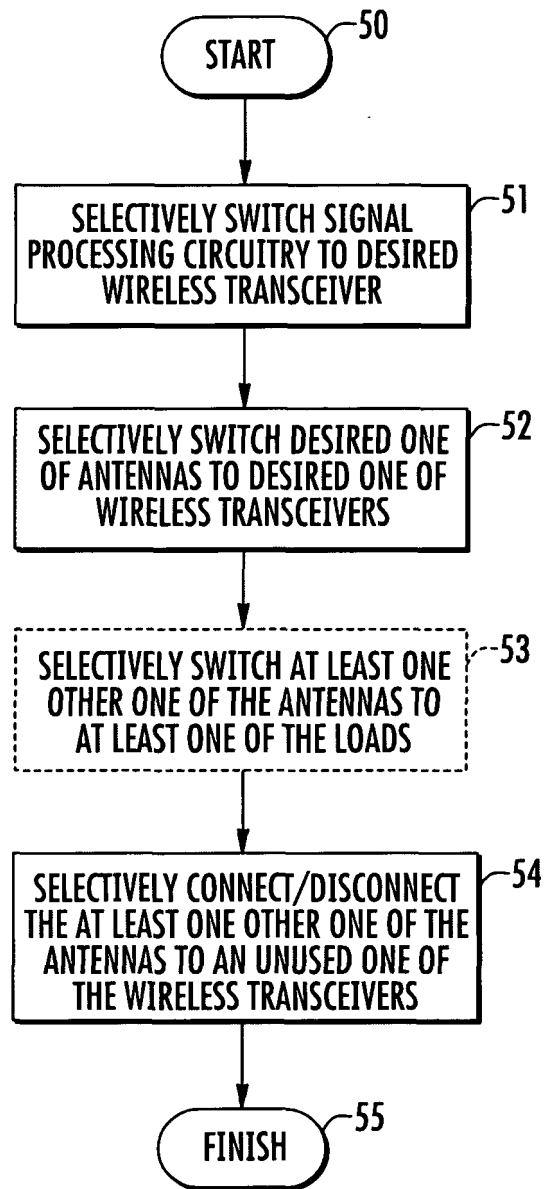 START
50
SELECTIVELY SWITCH SIGNAL
PROCESSING CIRCUITRY TO DESIRED
WIRELESS TRANSCEIVER
51
SELECTIVELY SWITCH DESIRED ONE
OF ANTENNAS TO DESIRED ONE OF
WIRELESS TRANSCEIVERS
52
SELECTIVELY SWITCH AT LEAST ONE
OTHER ONE OF THE ANTENNAS TO
AT LEAST ONE OF THE LOADS
53
SELECTIVELY CONNECT/DISCONNECT
THE AT LEAST ONE OTHER ONE OF THE
ANTENNAS TO AN UNUSED ONE OF
THE WIRELESS TRANSCEIVERS
54
FINISH
55